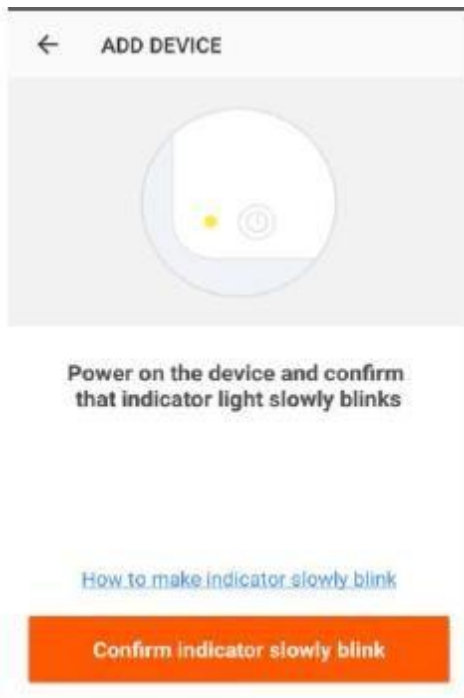 ADD DEVICE
Power on the device and confirm
that indicator light slowly blinks
How to make indicator slowly blink
Confirm indicator slowly blink